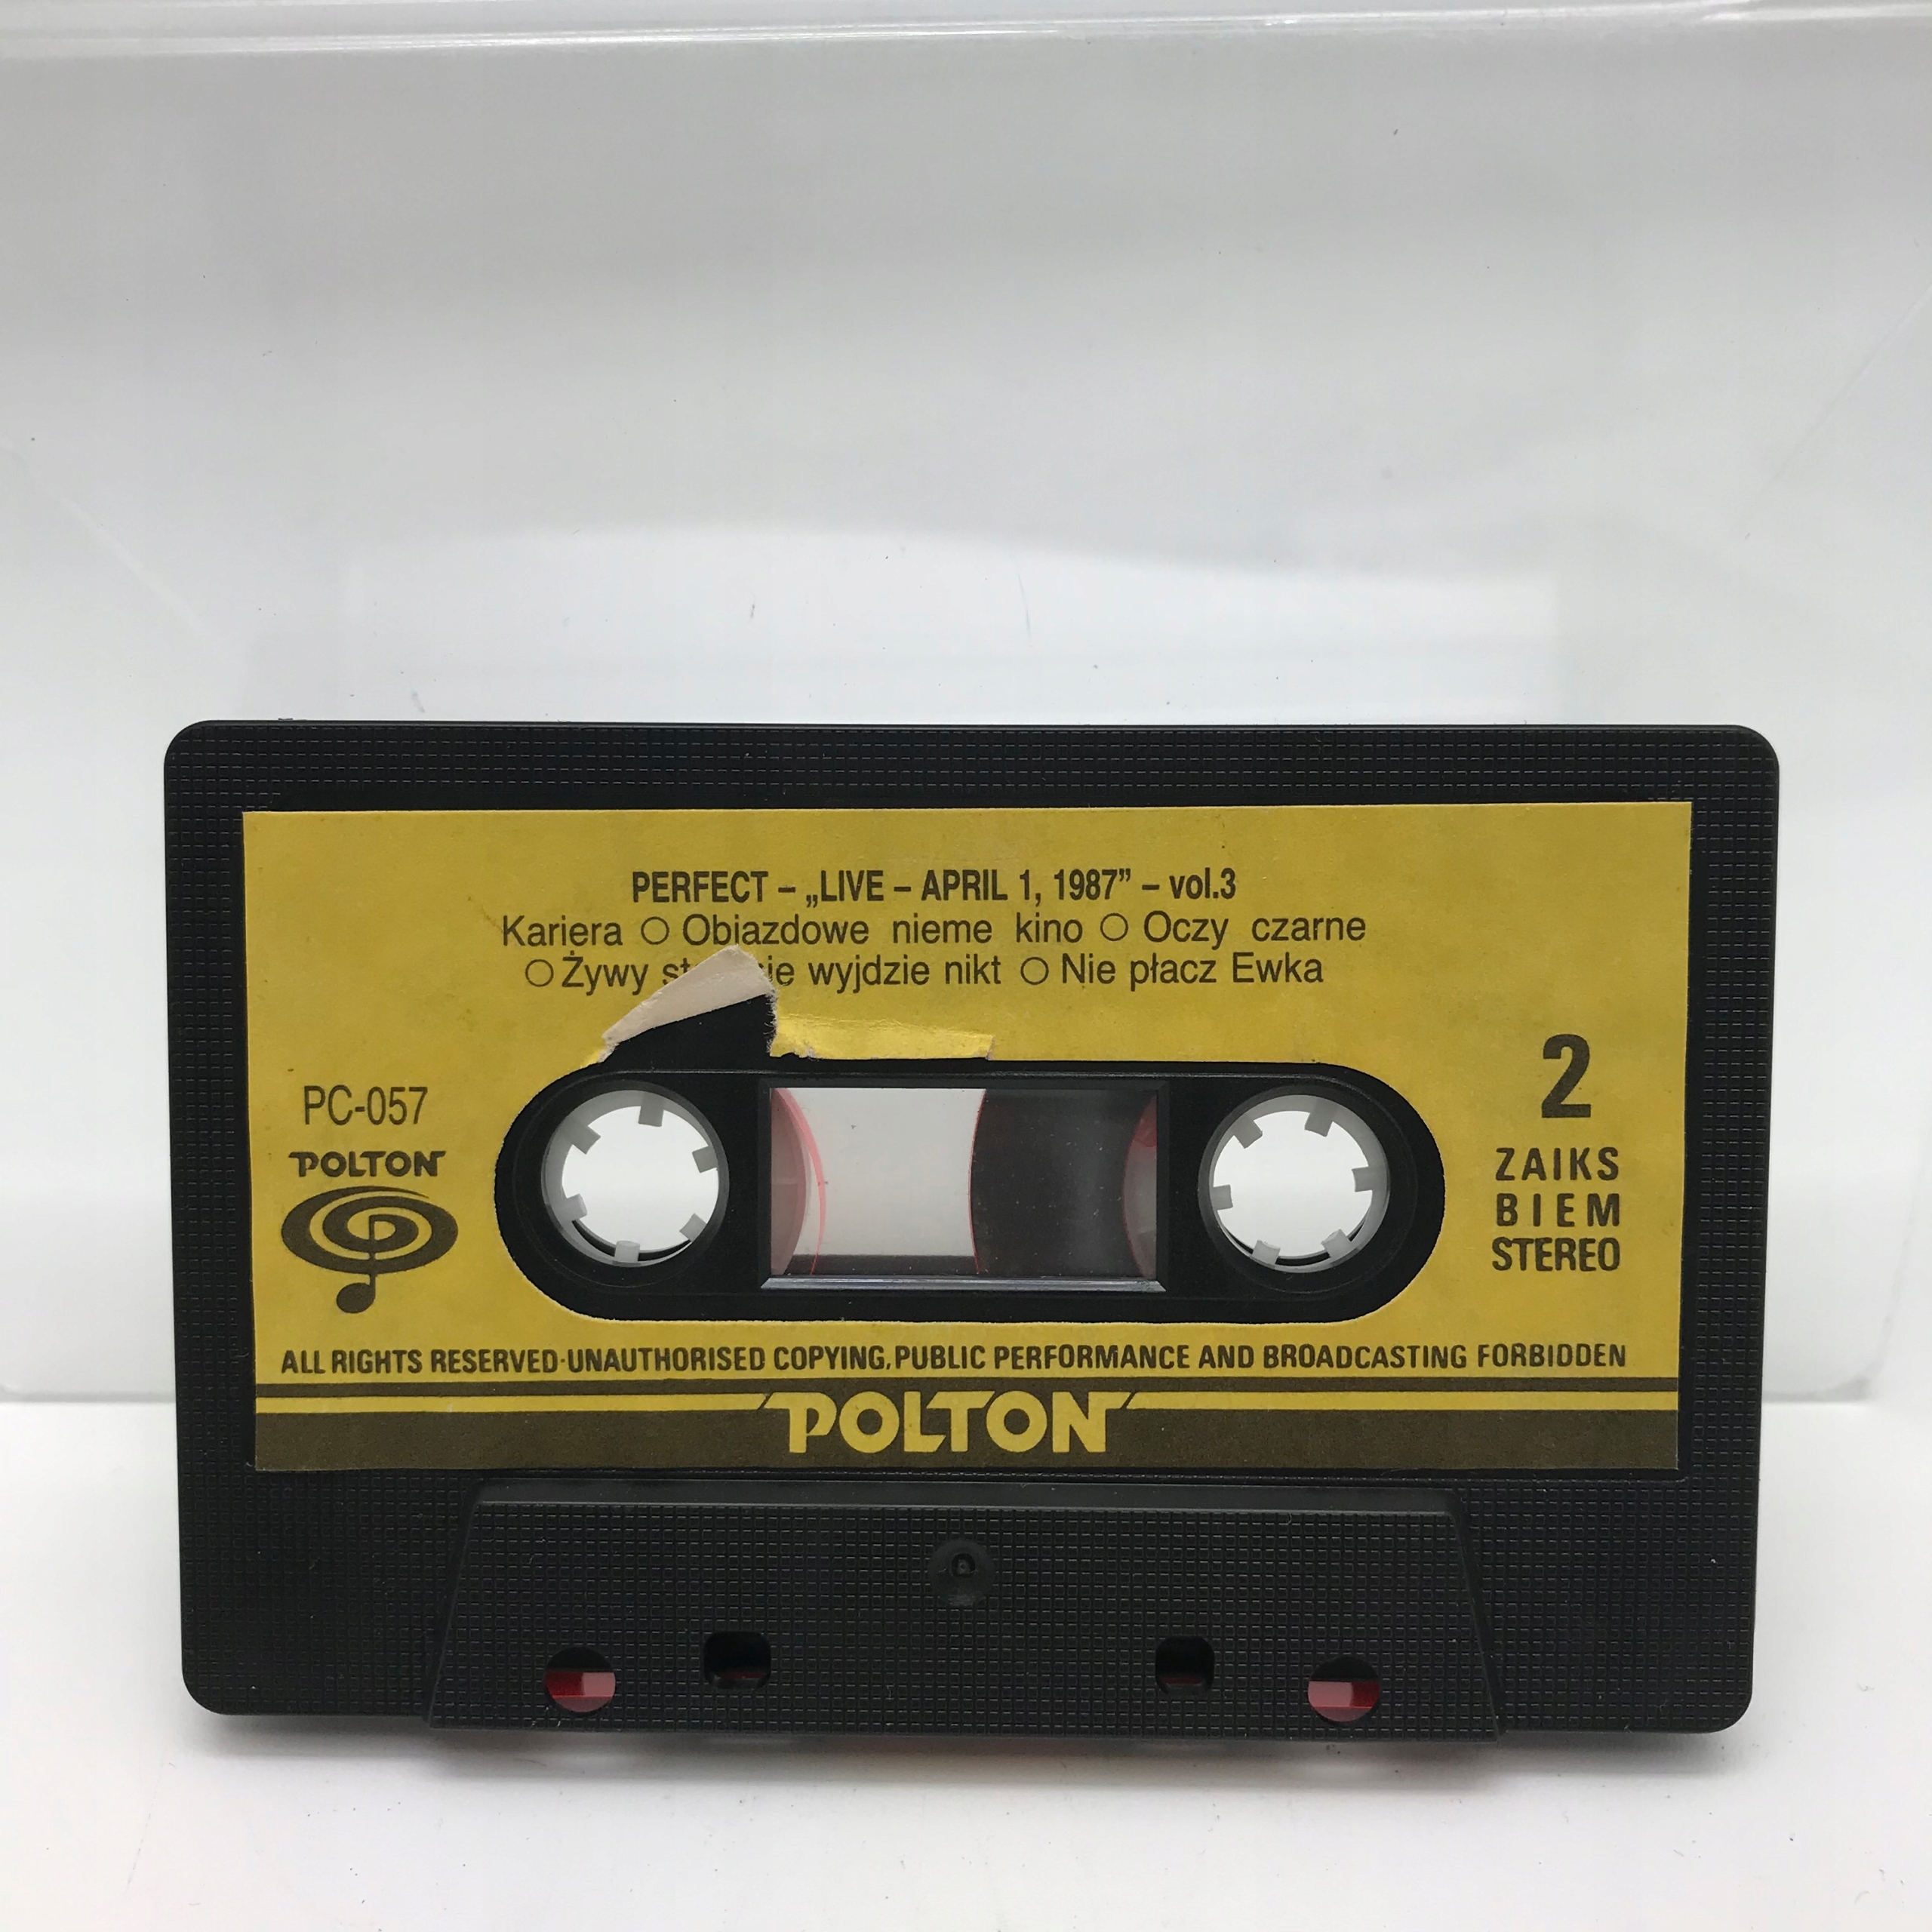 PERFECT – „LIVE – APRIL 1, 1987” – vol.3
Kariera ○ Objazdowe nieme kino ○ Oczy czarne
○ Żywy wyjdzie nikt ○ Nie płacz Ewka
PC-057
POLTON
2
ZAIKS
BIEM
STEREO
ALL RIGHTS RESERVED·UNAUTHORISED COPYING, PUBLIC PERFORMANCE AND BROADCASTING FORBIDDEN
POLTON